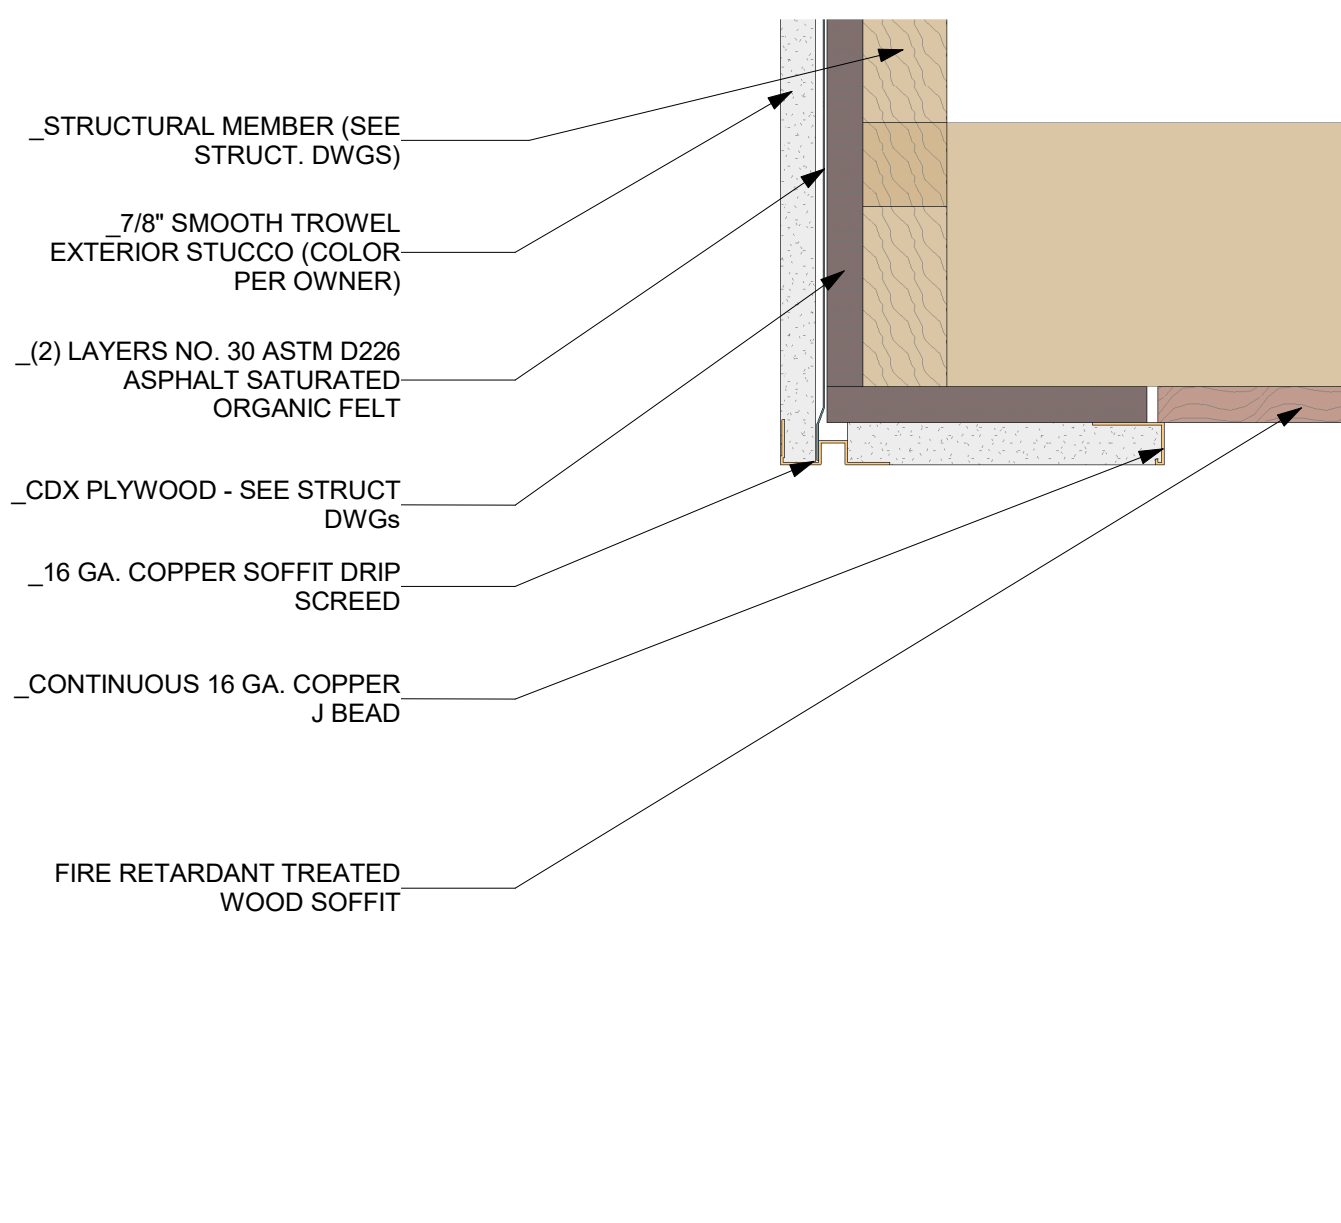 _STRUCTURAL MEMBER (SEE
STRUCT. DWGS)
_7/8" SMOOTH TROWEL
EXTERIOR STUCCO (COLOR
PER OWNER)
_(2) LAYERS NO. 30 ASTM D226
ASPHALT SATURATED
ORGANIC FELT
_CDX PLYWOOD - SEE STRUCT
DWGs
_16 GA. COPPER SOFFIT DRIP
SCREED
_CONTINUOUS 16 GA. COPPER
J BEAD
FIRE RETARDANT TREATED
WOOD SOFFIT